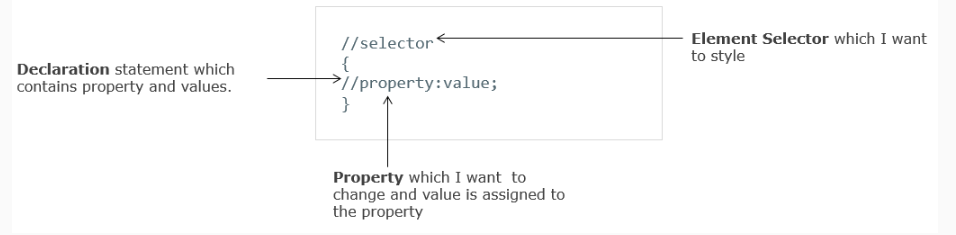 //selector
{
//property:value;
}
Element Selector which I want
to style
Declaration statement which
contains property and values.
Property which I want to
change and value is assigned to
the property